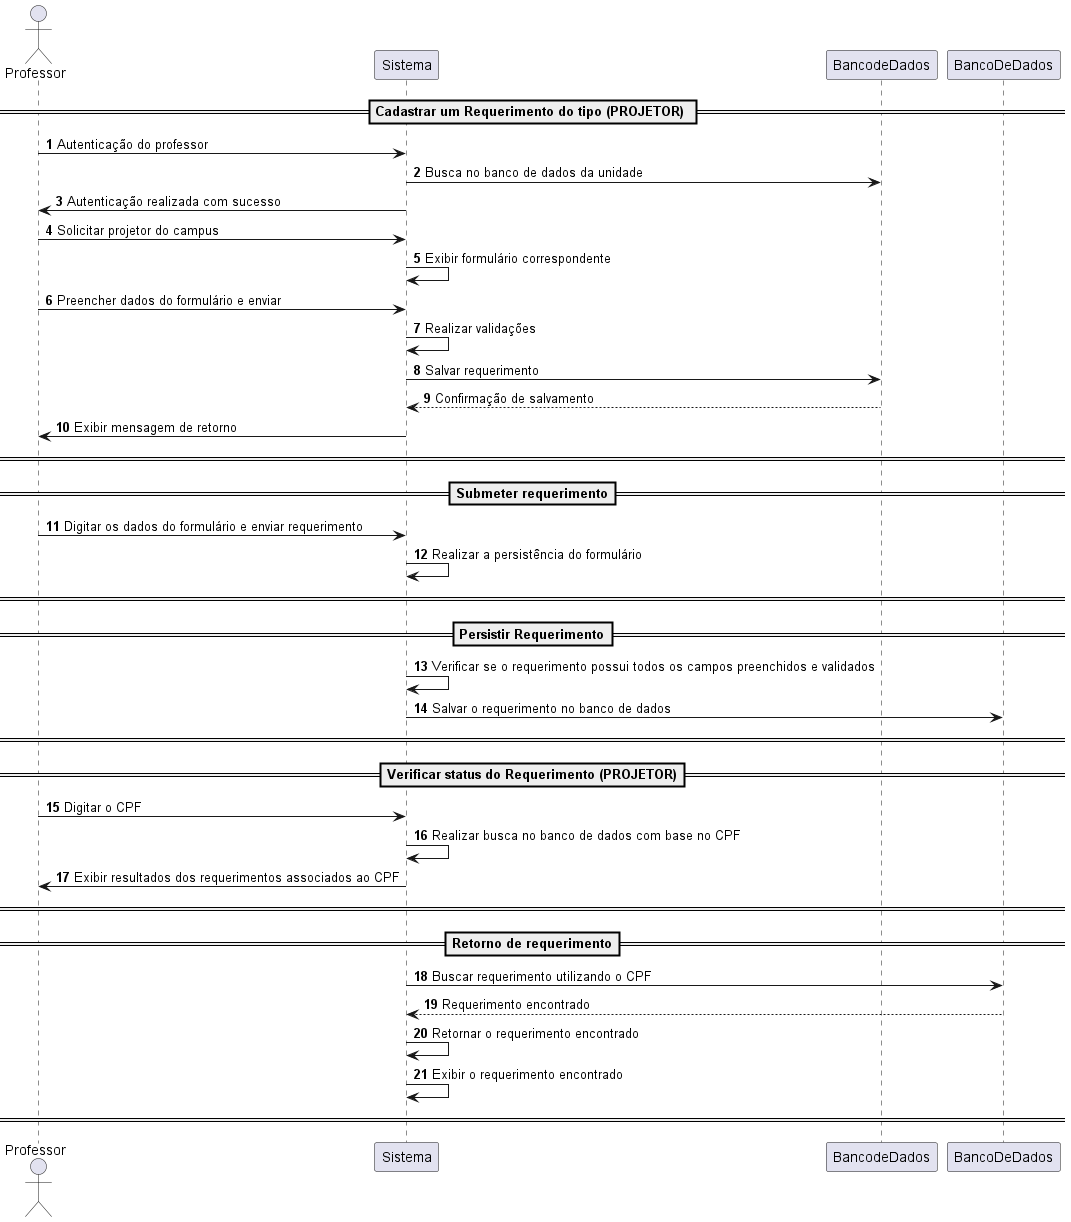 Professor
Sistema
BancodeDados
BancoDeDados
Cadastrar um Requerimento do tipo (PROJETOR)
1 Autenticação do professor
2 Busca no banco de dados da unidade
3 Autenticação realizada com sucesso
4 Solicitar projetor do campus
5 Exibir formulário correspondente
6 Preencher dados do formulário e enviar
7 Realizar validações
8 Salvar requerimento
9 Confirmação de salvamento
10 Exibir mensagem de retorno
Submeter requerimento
11 Digitar os dados do formulário e enviar requerimento
12 Realizar a persistência do formulário
Persistir Requerimento
13 Verificar se o requerimento possui todos os campos preenchidos e validados
14 Salvar o requerimento no banco de dados
Verificar status do Requerimento (PROJETOR)
15 Digitar o CPF
16 Realizar busca no banco de dados com base no CPF
17 Exibir resultados dos requerimentos associados ao CPF
Retorno de requerimento
18 Buscar requerimento utilizando o CPF
19 Requerimento encontrado
20 Retornar o requerimento encontrado
21 Exibir o requerimento encontrado
Professor
Sistema
BancodeDados
BancoDeDados